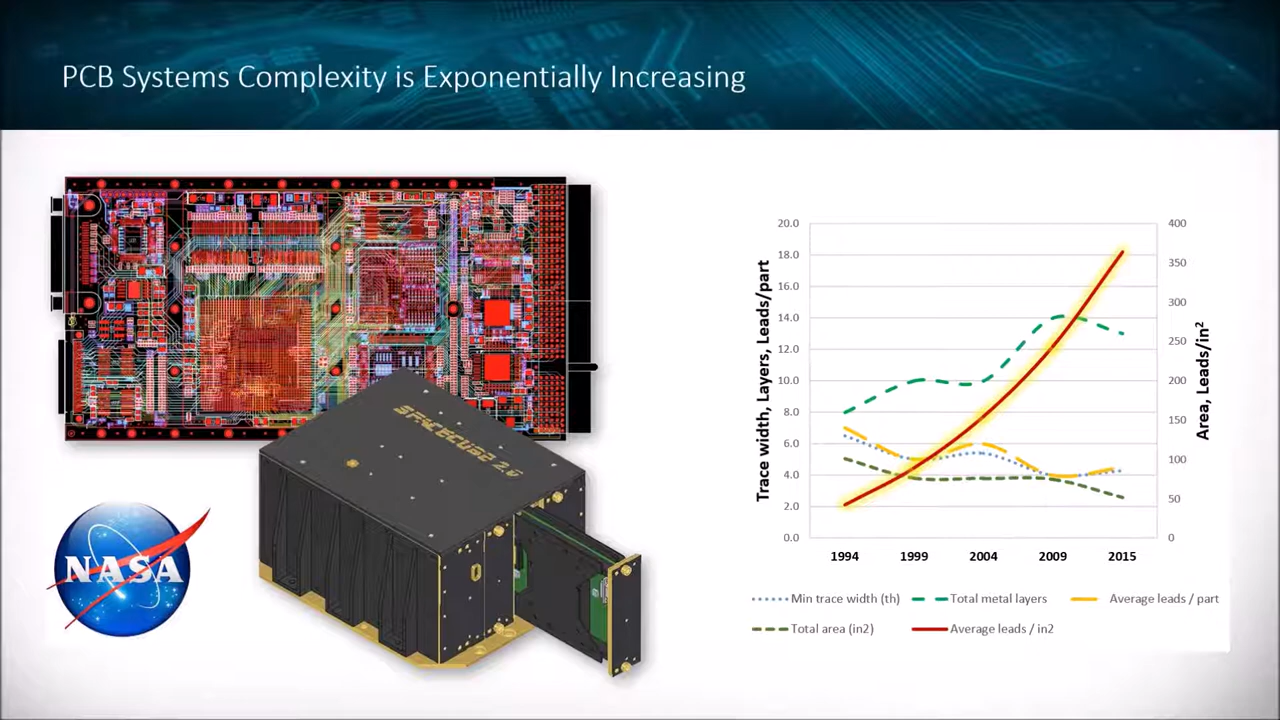 PCB Systems Complexity is Exponentially Increasing
SPACECUBE 2.0
NASA
Trace width, Layers, Leads/part
20.0
18.0
16.0
14.0
12.0
10.0
8.0
6.0
4.0
2.0
0.0
400
350
300
250
200
150
100
50
0
Area, Leads/in2
1994 1999 2004 2009 2015
Min trace width (th) Total metal layers Average leads / part
Total area (in2) Average leads / in2